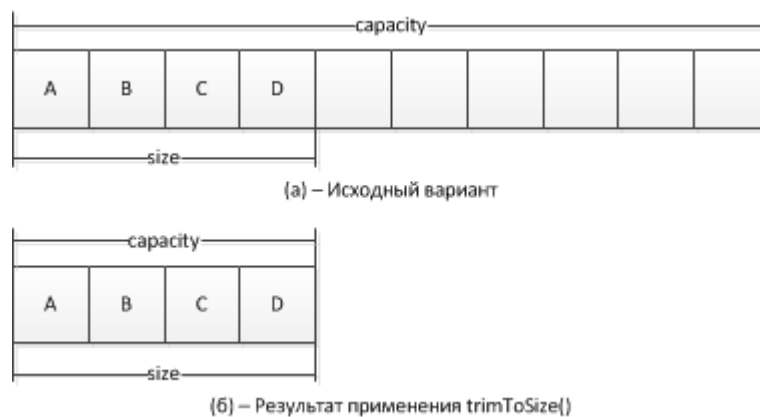 capacity
A B C D
size
(а) – Исходный вариант
capacity
A B C D
size
(б) – Результат применения trimToSize()